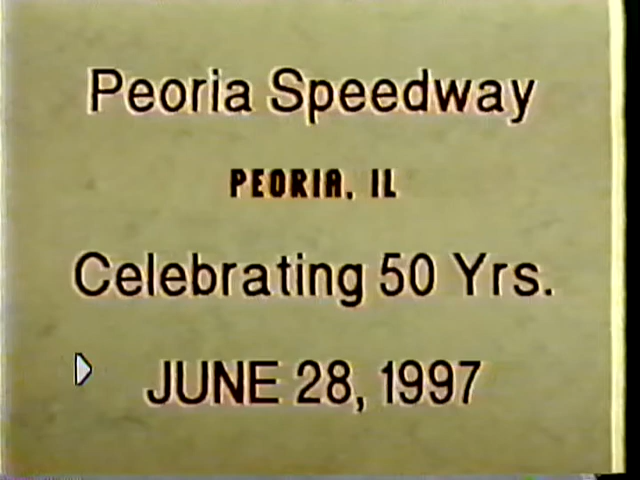 Peoria Speedway
PEORIA, IL
Celebrating 50 Yrs.
JUNE 28, 1997